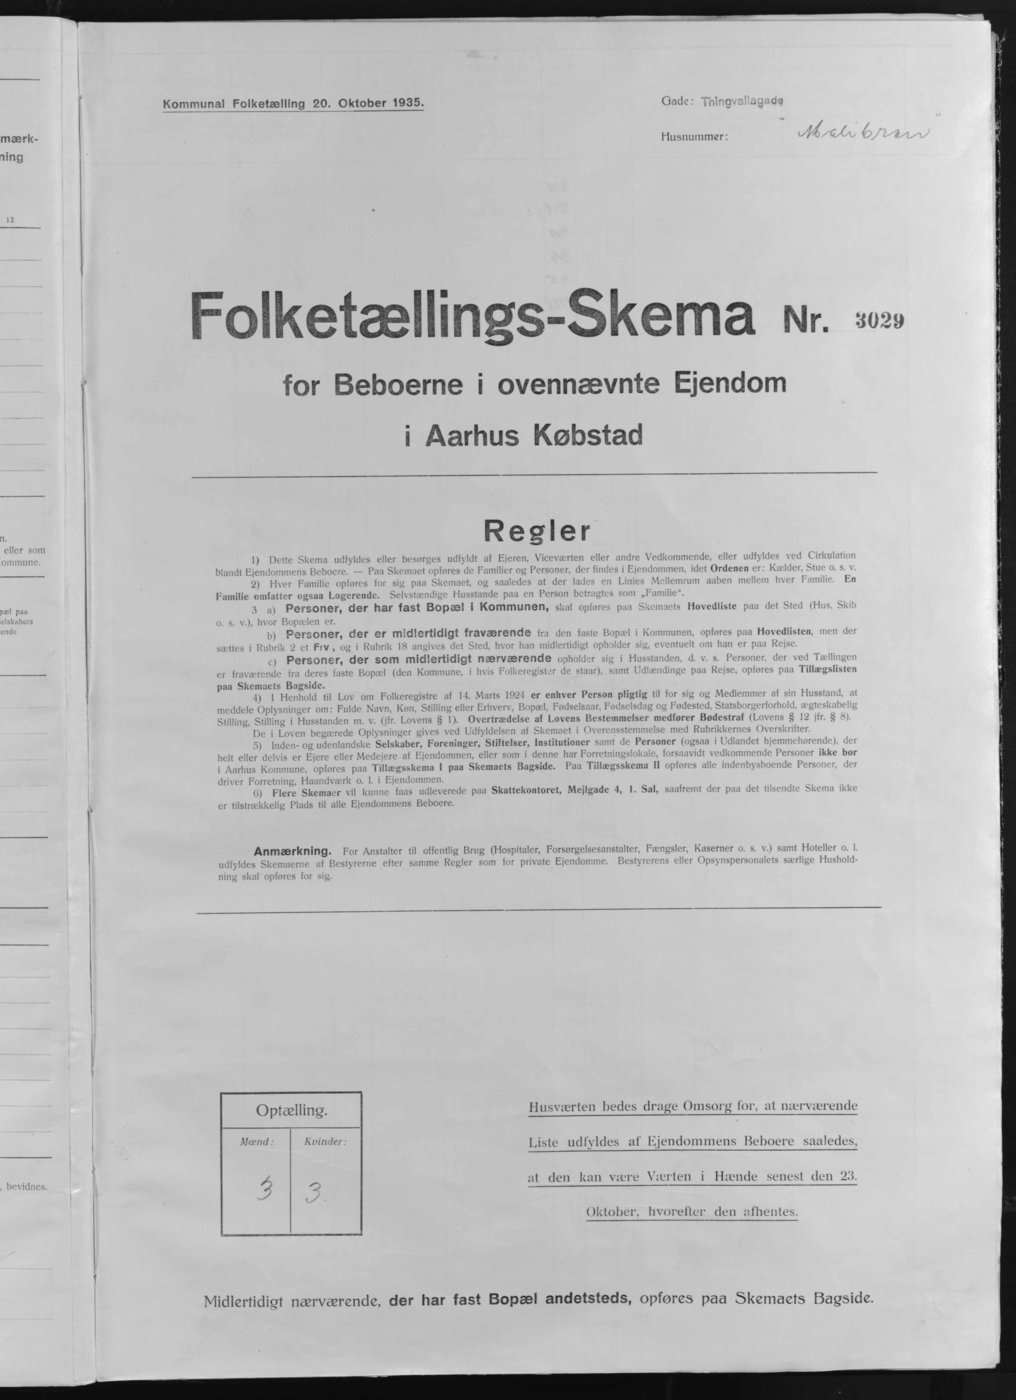 mærk-
ning
12
n.
eller som
ommune.
pæl paa
elskabers
ende
, bevidnes.
Kommunal Folketælling 20. Oktober 1935.
Gade: Thingvallagade
Husnummer: "Malibran"
Folketællings-Skema Nr. 3029
for Beboerne i ovennævnte Ejendom
i Aarhus Købstad
Regler
1) Dette Skema udfyldes eller besørges udfyldt af Ejeren, Viceværten eller andre Vedkommende, eller udfyldes ved Cirkulation
blandt Ejendommens Beboere. — Paa Skemaet opføres de Familier og Personer, der findes i Ejendommen, idet Ordenen er: Kælder, Stue o. s. v.
2) Hver Familie opføres for sig paa Skemaet, og saaledes at der lades en Linies Mellemrum aaben mellem hver Familie. En
Familie omfatter ogsaa Logerende. Selvstændige Husstande paa en Person betragtes som „Familie“.
3 a) Personer, der har fast Bopæl i Kommunen, skal opføres paa Skemaets Hovedliste paa det Sted (Hus, Skib
o. s. v.), hvor Bopælen er.
b) Personer, der er midlertidigt fraværende fra den faste Bopæl i Kommunen, opføres paa Hovedlisten, men der
sættes i Rubrik 2 et Frv., og i Rubrik 18 angives det Sted, hvor han midlertidigt opholder sig, eventuelt om han er paa Rejse.
c) Personer, der som midlertidigt nærværende opholder sig i Husstanden, d. v. s. Personer, der ved Tællingen
er fraværende fra deres faste Bopæl (den Kommune, i hvis Folkeregister de staar), samt Udlændinge paa Rejse, opføres paa Tillægslisten
paa Skemaets Bagside.
4) I Henhold til Lov om Folkeregistre af 14. Marts 1924 er enhver Person pligtig til for sig og Medlemmer af sin Husstand, at
meddele Oplysninger om: Fulde Navn, Køn, Stilling eller Erhverv, Bopæl, Fødselsaar, Fødselsdag og Fødested, Statsborgerforhold, ægteskabelig
Stilling, Stilling i Husstanden m. v. (jfr. Lovens § 1). Overtrædelse af Lovens Bestemmelser medfører Bødestraf (Lovens § 12 jfr. § 8).
De i Loven begærede Oplysninger gives ved Udfyldelsen af Skemaet i Overensstemmelse med Rubrikkernes Overskrifter.
5) Inden- og udenlandske Selskaber, Foreninger, Stiftelser, Institutioner samt de Personer (ogsaa i Udlandet hjemmehørende), der
helt eller delvis er Ejere eller Medejere af Ejendommen, eller som i denne har Forretningslokale, forsaavidt vedkommende Personer ikke bor
i Aarhus Kommune, opføres paa Tillægsskema I paa Skemaets Bagside. Paa Tillægsskema II opføres alle indenbysboende Personer, der
driver Forretning, Haandværk o. l. i Ejendommen.
6) Flere Skemaer vil kunne faas udleverede paa Skattekontoret, Mejlgade 4, 1. Sal, saafremt der paa det tilsendte Skema ikke
er tilstrækkelig Plads til alle Ejendommens Beboere.
Anmærkning. For Anstalter til offentlig Brug (Hospitaler, Forsørgelsesanstalter, Fængsler, Kaserner o. s. v.) samt Hoteller o. l.
udfyldes Skemaerne af Bestyrerne efter samme Regler som for private Ejendomme. Bestyrerens eller Opsynspersonalets særlige Hushold-
ning skal opføres for sig.
Optælling.
Mænd: Kvinder:
3 3
Husværten bedes drage Omsorg for, at nærværende
Liste udfyldes af Ejendommens Beboere saaledes,
at den kan være Værten i Hænde senest den 23.
Oktober, hvorefter den afhentes.
Midlertidigt nærværende, der har fast Bopæl andetsteds, opføres paa Skemaets Bagside.